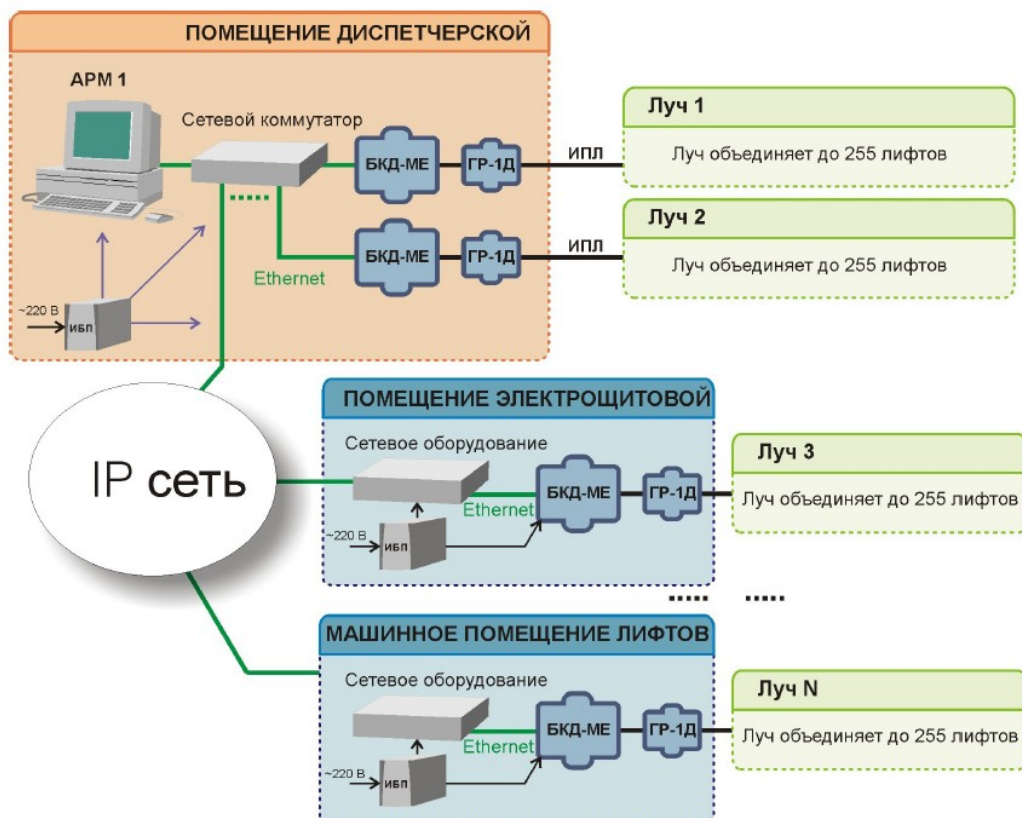 ПОМЕЩЕНИЕ ДИСПЕТЧЕРСКОЙ
АРМ 1
Сетевой коммутатор
БКД-МЕ
ГР-1Д
ИПЛ
Луч 1
Луч объединяет до 255 лифтов
БКД-МЕ
ГР-1Д
ИПЛ
Луч 2
Луч объединяет до 255 лифтов
Ethernet
~220 В
ИБП
IP сеть
ПОМЕЩЕНИЕ ЭЛЕКТРОЩИТОВОЙ
Сетевое оборудование
Ethernet
БКД-МЕ
ГР-1Д
~220 В
ИБП
Луч 3
Луч объединяет до 255 лифтов
МАШИННОЕ ПОМЕЩЕНИЕ ЛИФТОВ
Сетевое оборудование
Ethernet
БКД-МЕ
ГР-1Д
~220 В
ИБП
Луч N
Луч объединяет до 255 лифтов